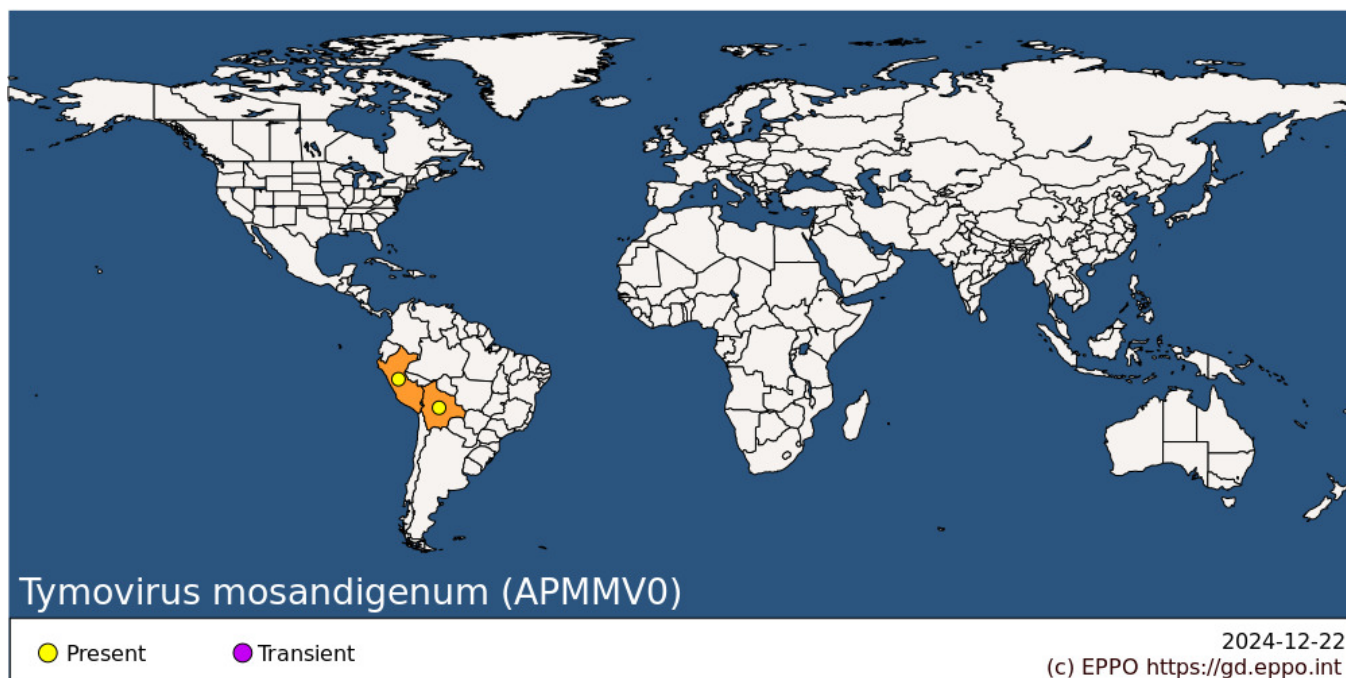 Tymovirus mosandigenum (APMMV0)
Present
Transient
2024-12-22
(c) EPPO https://gd.eppo.int